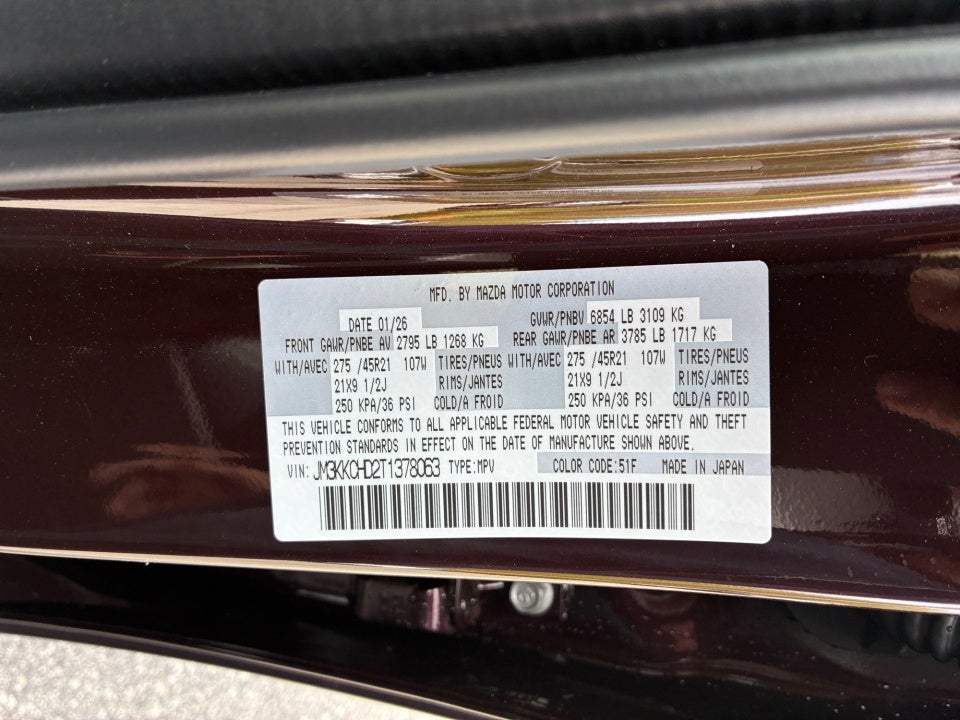 MFD. BY MAZDA MOTOR CORPORATION
DATE 01/26 GVWR/PNBV 6854 LB 3109 KG
FRONT GAWR/PNBE AV 2795 LB 1268 KG REAR GAWR/PNBE AR 3785 LB 1717 KG
WITH/AVEC 275 /45R21 107W TIRES/PNEUS WITH/AVEC 275 /45R21 107W TIRES/PNEUS
21X9 1/2J RIMS/JANTES 21X9 1/2J RIMS/JANTES
250 KPA/36 PSI COLD/A FROID 250 KPA/36 PSI COLD/A FROID
THIS VEHICLE CONFORMS TO ALL APPLICABLE FEDERAL MOTOR VEHICLE SAFETY AND THEFT
PREVENTION STANDARDS IN EFFECT ON THE DATE OF MANUFACTURE SHOWN ABOVE.
VIN: JM3KKCHD2T1378063 TYPE:MPV COLOR CODE:51F MADE IN JAPAN